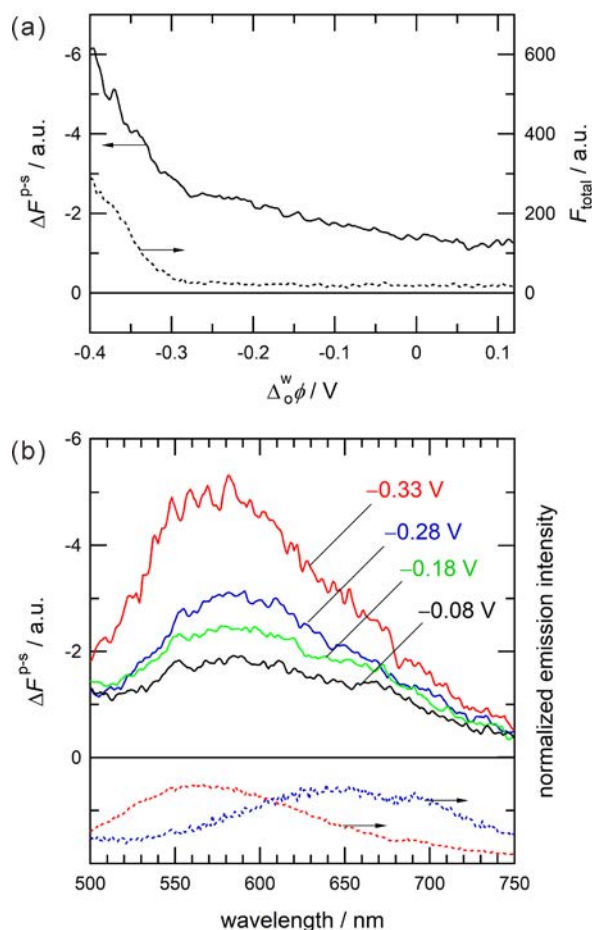 (a)
-6
-4
-2
0
ΔF^p-s / a.u.
600
400
200
0
F_total / a.u.
-0.4 -0.3 -0.2 -0.1 0 0.1
Δ_o^w ϕ / V
(b)
-6
-4
-2
0
ΔF^p-s / a.u.
–0.33 V
–0.28 V
–0.18 V
–0.08 V
normalized emission intensity
500 550 600 650 700 750
wavelength / nm